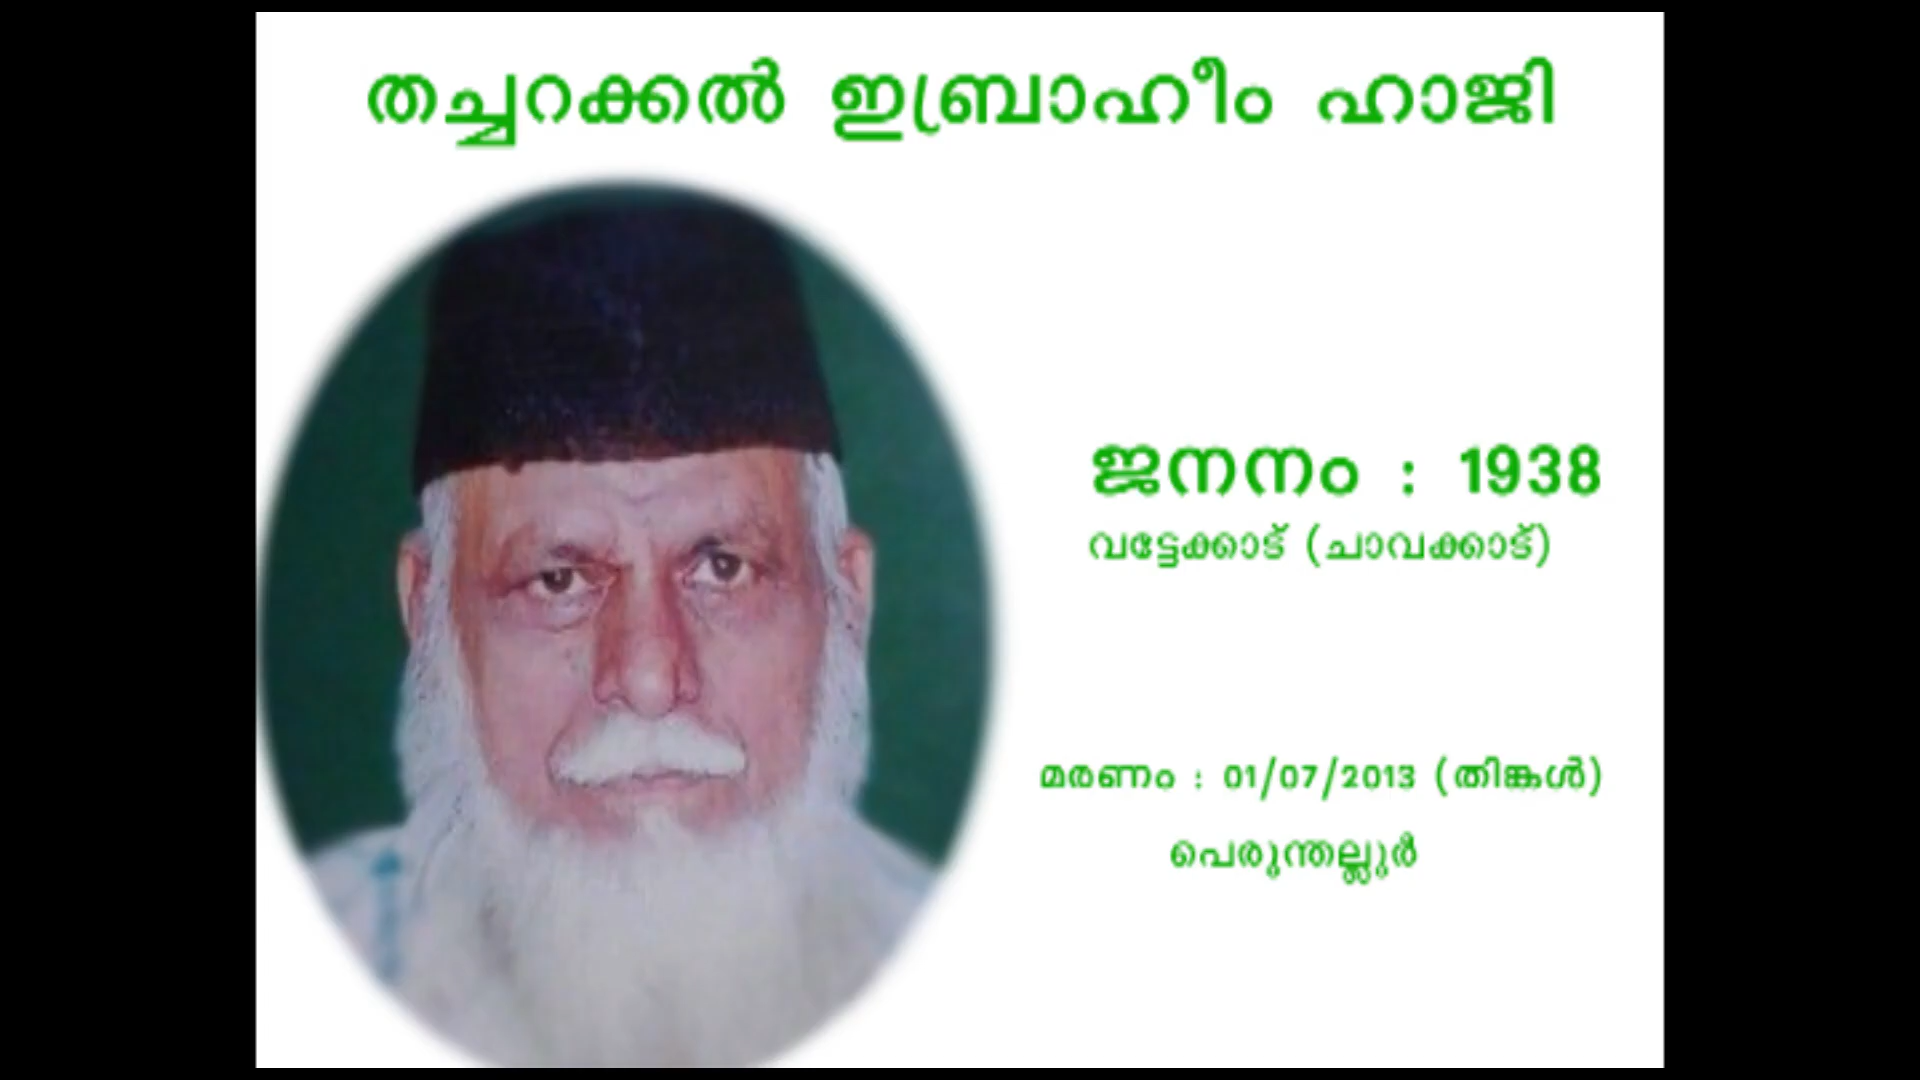 തച്ചറക്കൽ ഇബ്രാഹീം ഹാജി
ജനനം : 1938
വട്ടേക്കാട് (ചാവക്കാട്)
മരണം : 01/07/2013 (തിങ്കൾ)
പെരുന്തല്ലുർ